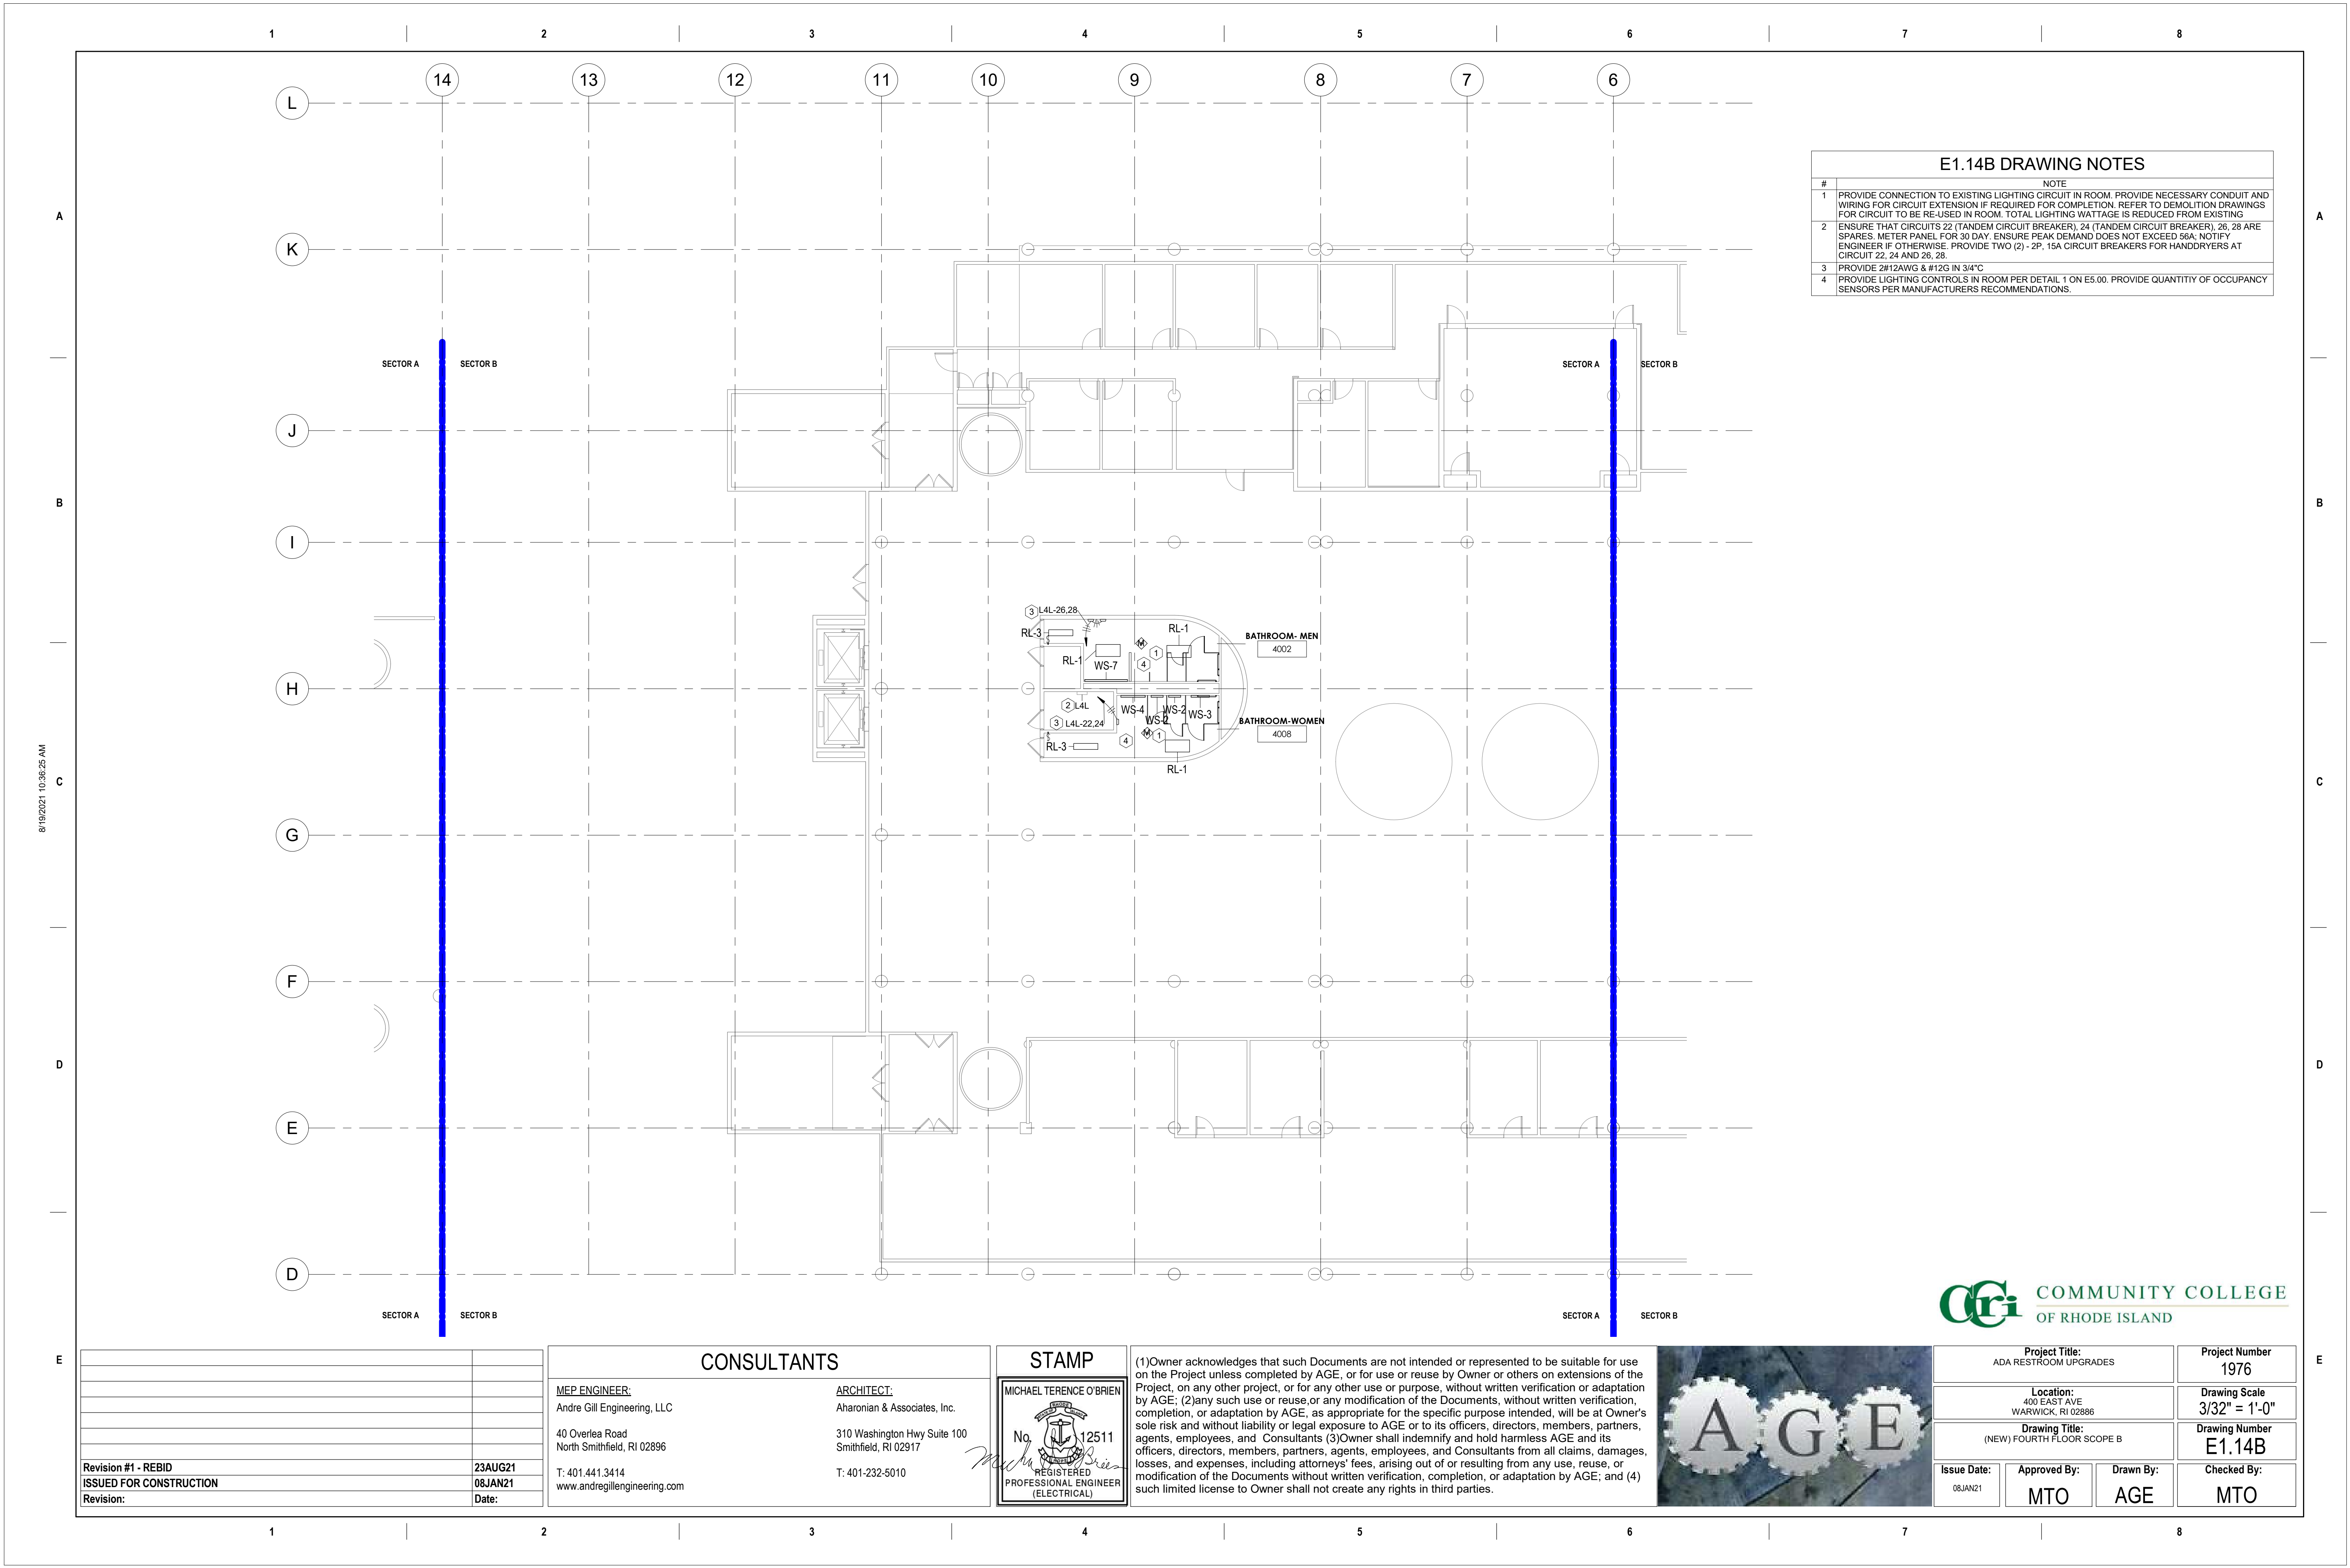 1 2 3 4 5 6 7 8
14 13 12 11 10 9 8 7 6
L
E1.14B DRAWING NOTES
# NOTE
1 PROVIDE CONNECTION TO EXISTING LIGHTING CIRCUIT IN ROOM. PROVIDE NECESSARY CONDUIT AND
WIRING FOR CIRCUIT EXTENSION IF REQUIRED FOR COMPLETION. REFER TO DEMOLITION DRAWINGS
FOR CIRCUIT TO BE RE-USED IN ROOM. TOTAL LIGHTING WATTAGE IS REDUCED FROM EXISTING
2 ENSURE THAT CIRCUITS 22 (TANDEM CIRCUIT BREAKER), 24 (TANDEM CIRCUIT BREAKER), 26, 28 ARE
SPARES. METER PANEL FOR 30 DAY. ENSURE PEAK DEMAND DOES NOT EXCEED 56A; NOTIFY
ENGINEER IF OTHERWISE. PROVIDE TWO (2) - 2P, 15A CIRCUIT BREAKERS FOR HANDDRYERS AT
CIRCUIT 22, 24 AND 26, 28.
3 PROVIDE 2#12AWG & #12G IN 3/4"C
4 PROVIDE LIGHTING CONTROLS IN ROOM PER DETAIL 1 ON E5.00. PROVIDE QUANTITIY OF OCCUPANCY
SENSORS PER MANUFACTURERS RECOMMENDATIONS.
A A
K
SECTOR A SECTOR B SECTOR A SECTOR B
J
B B
I
3 L4L-26,28
RL-3 RL-1
BATHROOM- MEN
4002
M
1
RL-1 WS-7 4
H
2 L4L WS-4 WS-2 WS-2 WS-3
3 L4L-22,24
BATHROOM-WOMEN
4008
M
1
4
RL-3
RL-1
$
$
8/19/2021 10:36:25 AM
C C
G
F
D D
E
D
SECTOR A SECTOR B SECTOR A SECTOR B
CCri COMMUNITY COLLEGE
OF RHODE ISLAND
E E
Revision #1 - REBID 23AUG21
ISSUED FOR CONSTRUCTION 08JAN21
Revision: Date:
CONSULTANTS
MEP ENGINEER:
Andre Gill Engineering, LLC
40 Overlea Road
North Smithfield, RI 02896
T: 401.441.3414
www.andregillengineering.com
ARCHITECT:
Aharonian & Associates, Inc.
310 Washington Hwy Suite 100
Smithfield, RI 02917
T: 401-232-5010
STAMP
MICHAEL TERENCE O'BRIEN
No. 12511
REGISTERED
PROFESSIONAL ENGINEER
(ELECTRICAL)
(1)Owner acknowledges that such Documents are not intended or represented to be suitable for use
on the Project unless completed by AGE, or for use or reuse by Owner or others on extensions of the
Project, on any other project, or for any other use or purpose, without written verification or adaptation
by AGE; (2)any such use or reuse,or any modification of the Documents, without written verification,
completion, or adaptation by AGE, as appropriate for the specific purpose intended, will be at Owner's
sole risk and without liability or legal exposure to AGE or to its officers, directors, members, partners,
agents, employees, and Consultants (3)Owner shall indemnify and hold harmless AGE and its
officers, directors, members, partners, agents, employees, and Consultants from all claims, damages,
losses, and expenses, including attorneys' fees, arising out of or resulting from any use, reuse, or
modification of the Documents without written verification, completion, or adaptation by AGE; and (4)
such limited license to Owner shall not create any rights in third parties.
A G E
Project Title:
ADA RESTROOM UPGRADES
Project Number
1976
Location:
400 EAST AVE
WARWICK, RI 02886
Drawing Scale
3/32" = 1'-0"
Drawing Title:
(NEW) FOURTH FLOOR SCOPE B
Drawing Number
E1.14B
Issue Date:
08JAN21
Approved By:
MTO
Drawn By:
AGE
Checked By:
MTO
1 2 3 4 5 6 7 8